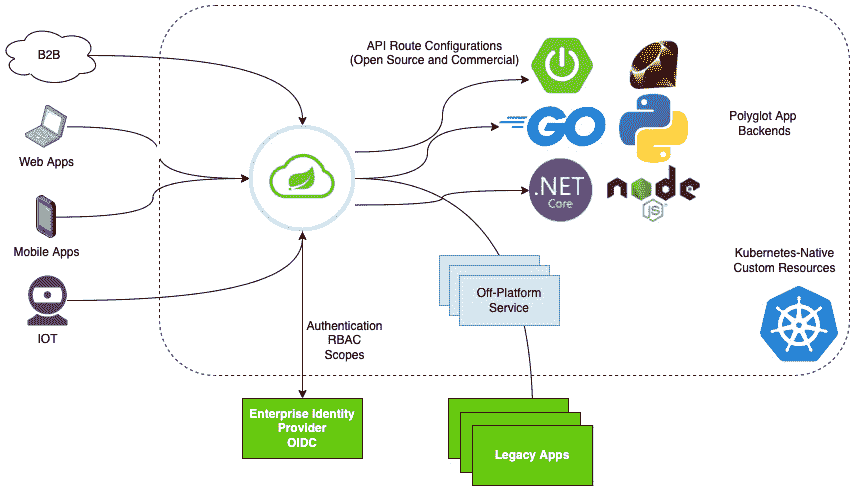 B2B
Web Apps
Mobile Apps
IOT
API Route Configurations
(Open Source and Commercial)
GO
.NET
Core
node
JS
Polyglot App
Backends
Kubernetes-Native
Custom Resources
Off-Platform
Service
Authentication
RBAC
Scopes
Enterprise Identity
Provider
OIDC
Legacy Apps